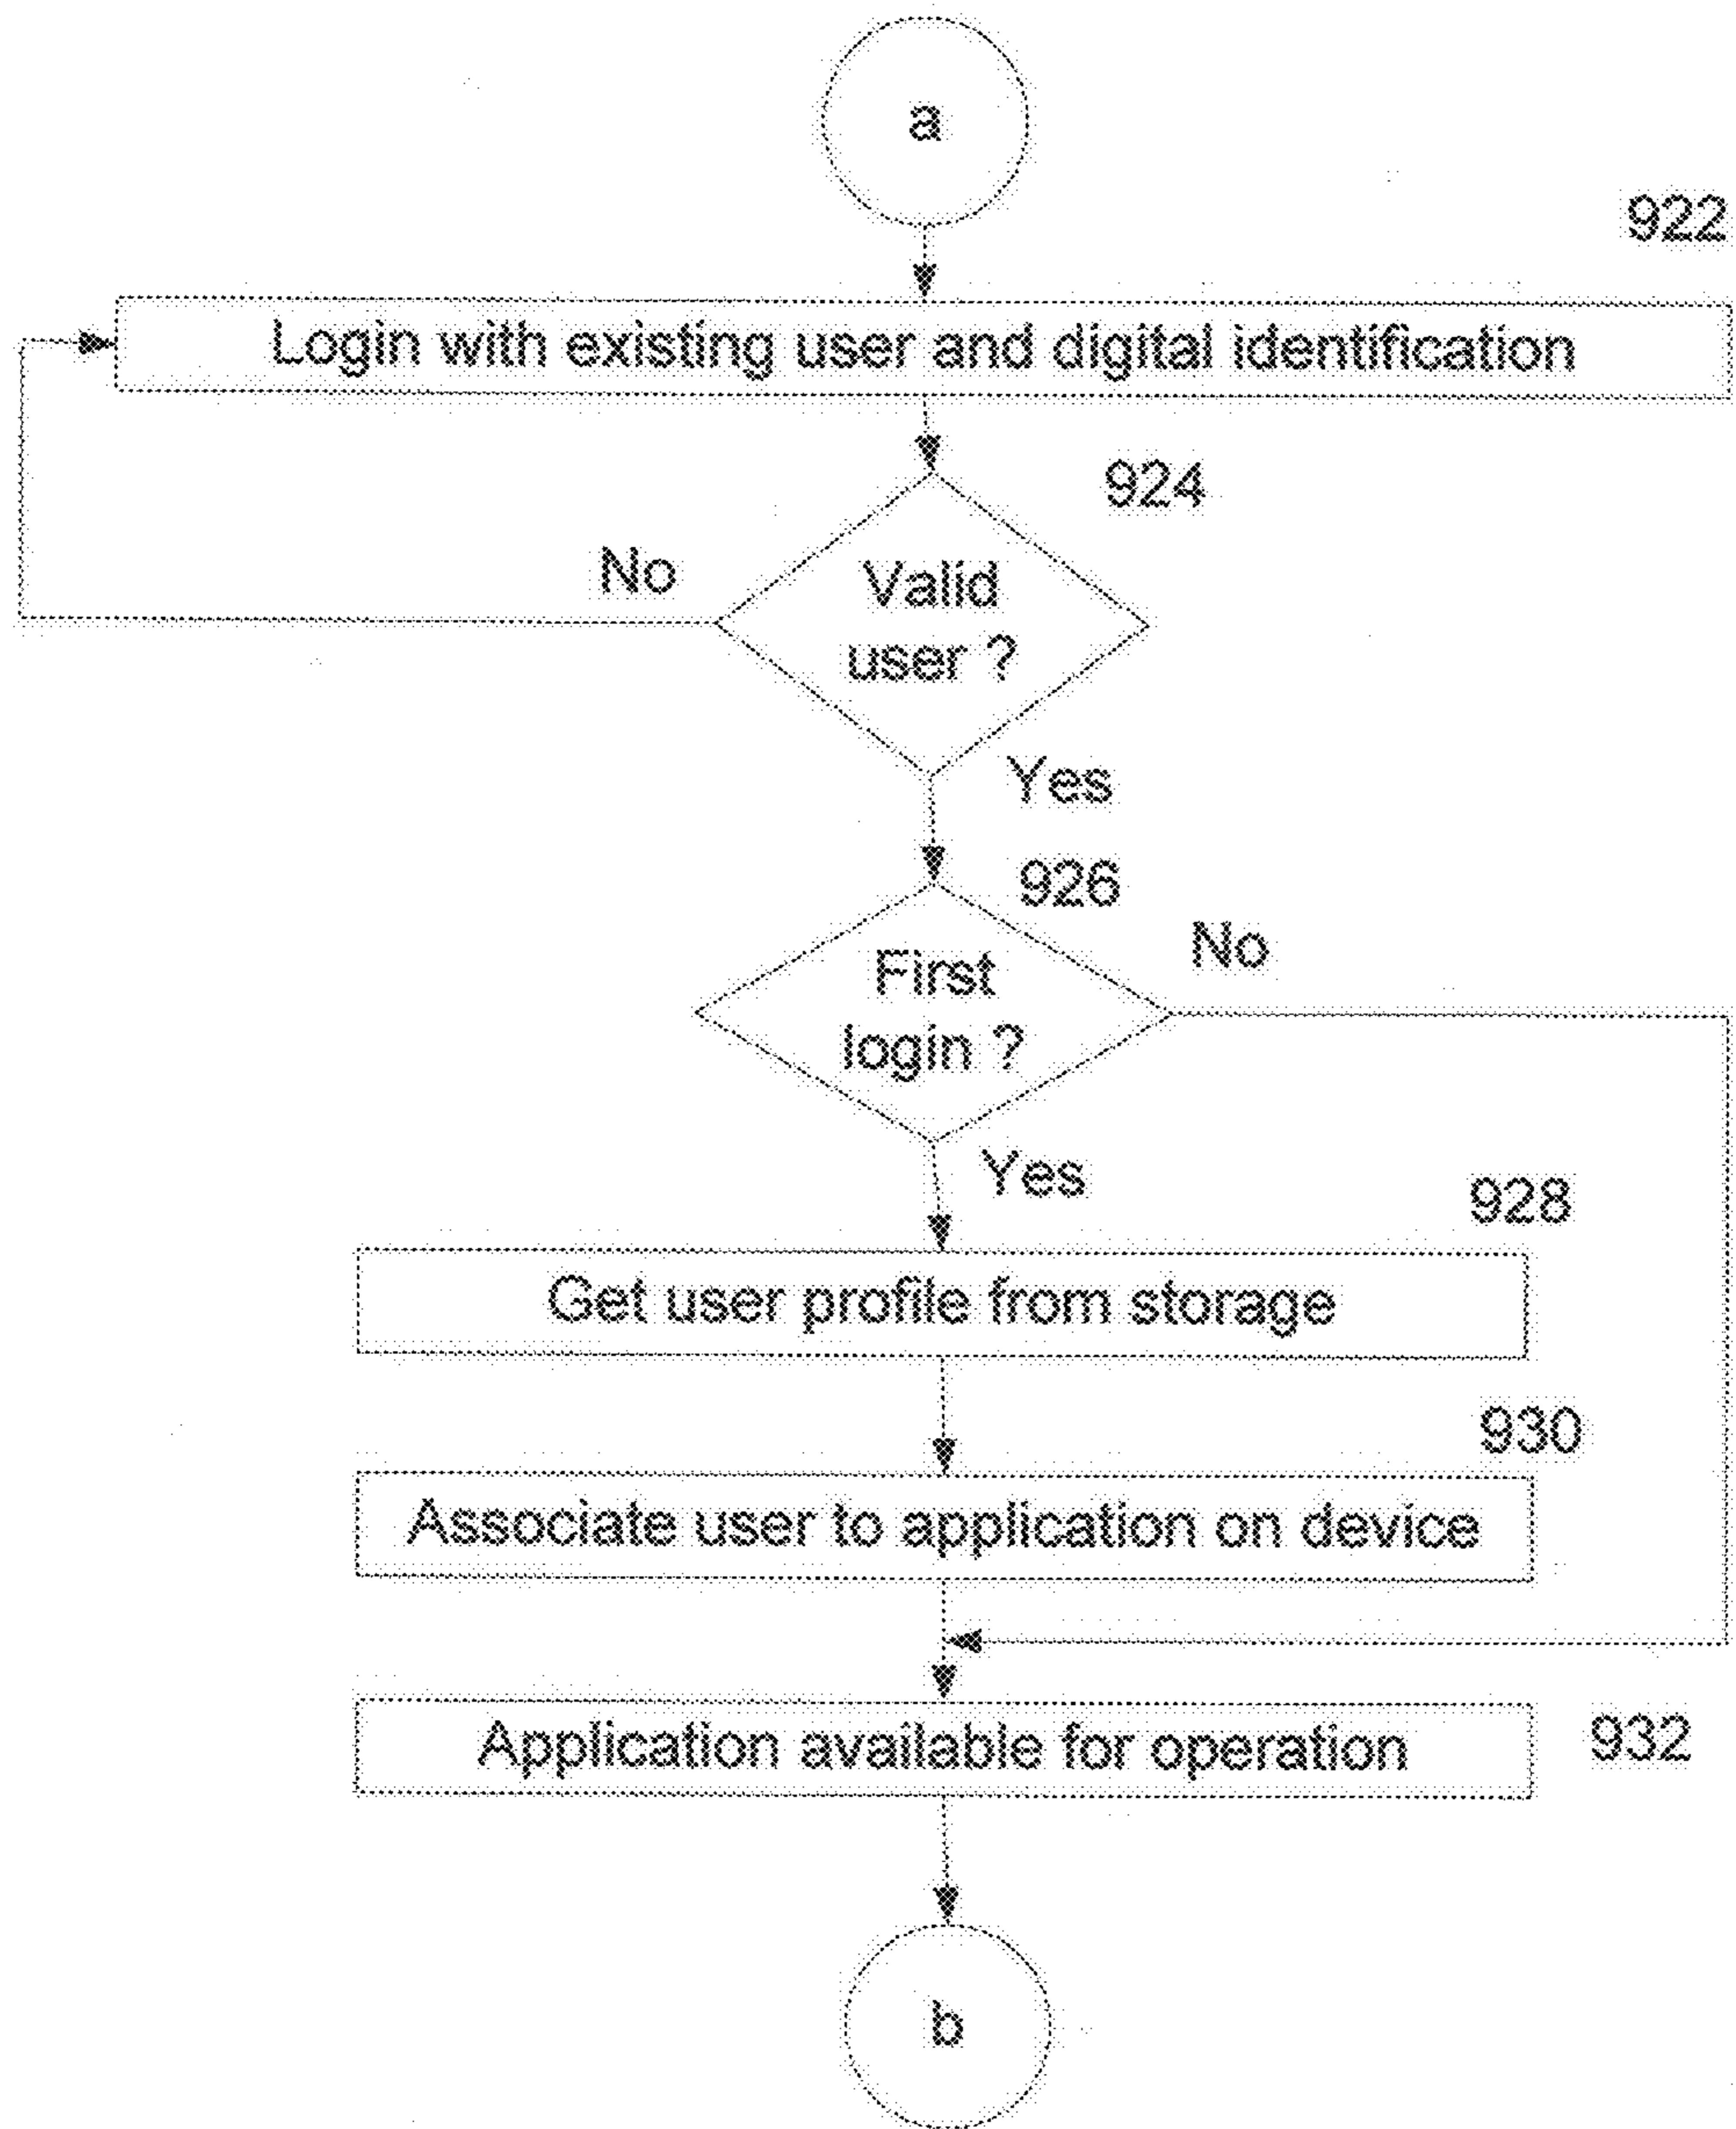 a
922
Login with existing user and digital identification
924
No
Valid
user ?
Yes
926
No
First
login ?
Yes
928
Get user profile from storage
930
Associate user to application on device
Application available for operation
932
b